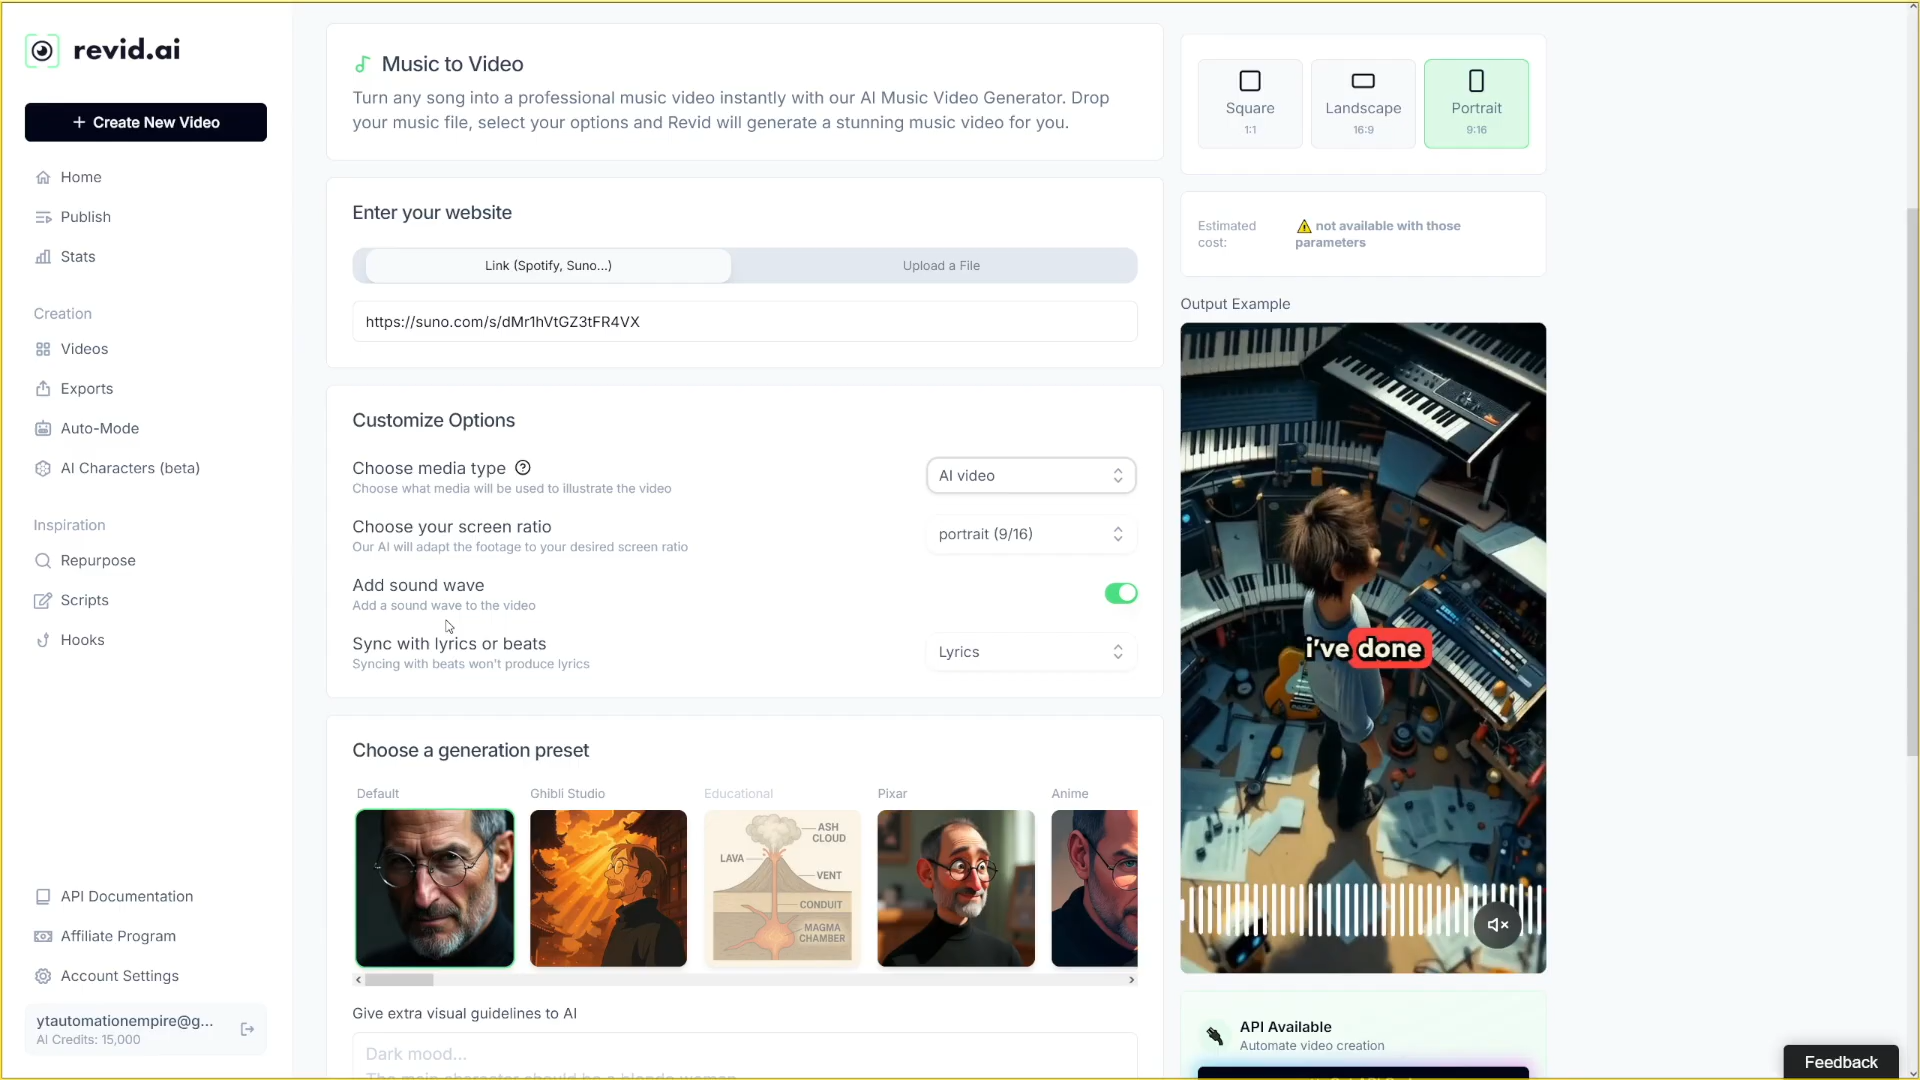 revid.ai
+ Create New Video
Home
Publish
Stats
Creation
Videos
Exports
Auto-Mode
AI Characters (beta)
Inspiration
Repurpose
Scripts
Hooks
API Documentation
Affiliate Program
Account Settings
ytautomationempire@g...
AI Credits: 15,000
Music to Video
Turn any song into a professional music video instantly with our AI Music Video Generator. Drop
your music file, select your options and Revid will generate a stunning music video for you.
Enter your website
Link (Spotify, Suno...)
Upload a File
https://suno.com/s/dMr1hVtGZ3tFR4VX
Customize Options
Choose media type
Choose what media will be used to illustrate the video
AI video
Choose your screen ratio
Our AI will adapt the footage to your desired screen ratio
portrait (9/16)
Add sound wave
Add a sound wave to the video
Sync with lyrics or beats
Syncing with beats won't produce lyrics
Lyrics
Choose a generation preset
Default
Ghibli Studio
Educational
Pixar
Anime
ASH
CLOUD
LAVA
VENT
CONDUIT
MAGMA
CHAMBER
Give extra visual guidelines to AI
Dark mood...
The main character should be a blonde woman
Square
1:1
Landscape
16:9
Portrait
9:16
Estimated
cost:
not available with those
parameters
Output Example
i've done
API Available
Automate video creation
Feedback